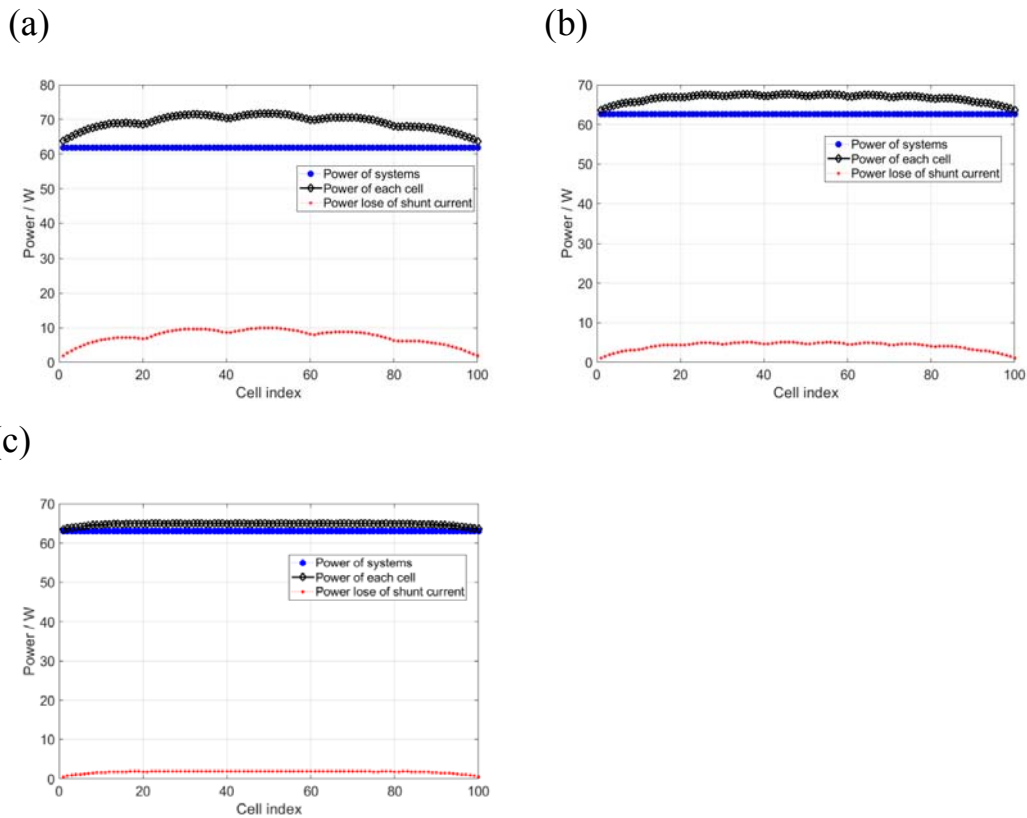 (a)
(b)
80
70
60
50
40
30
20
10
0
Power / W
Power of systems
Power of each cell
Power lose of shunt current
0 20 40 60 80 100
Cell index
70
60
50
40
30
20
10
0
Power / W
Power of systems
Power of each cell
Power lose of shunt current
0 20 40 60 80 100
Cell index
(c)
70
60
50
40
30
20
10
0
Power / W
Power of systems
Power of each cell
Power lose of shunt current
0 20 40 60 80 100
Cell index